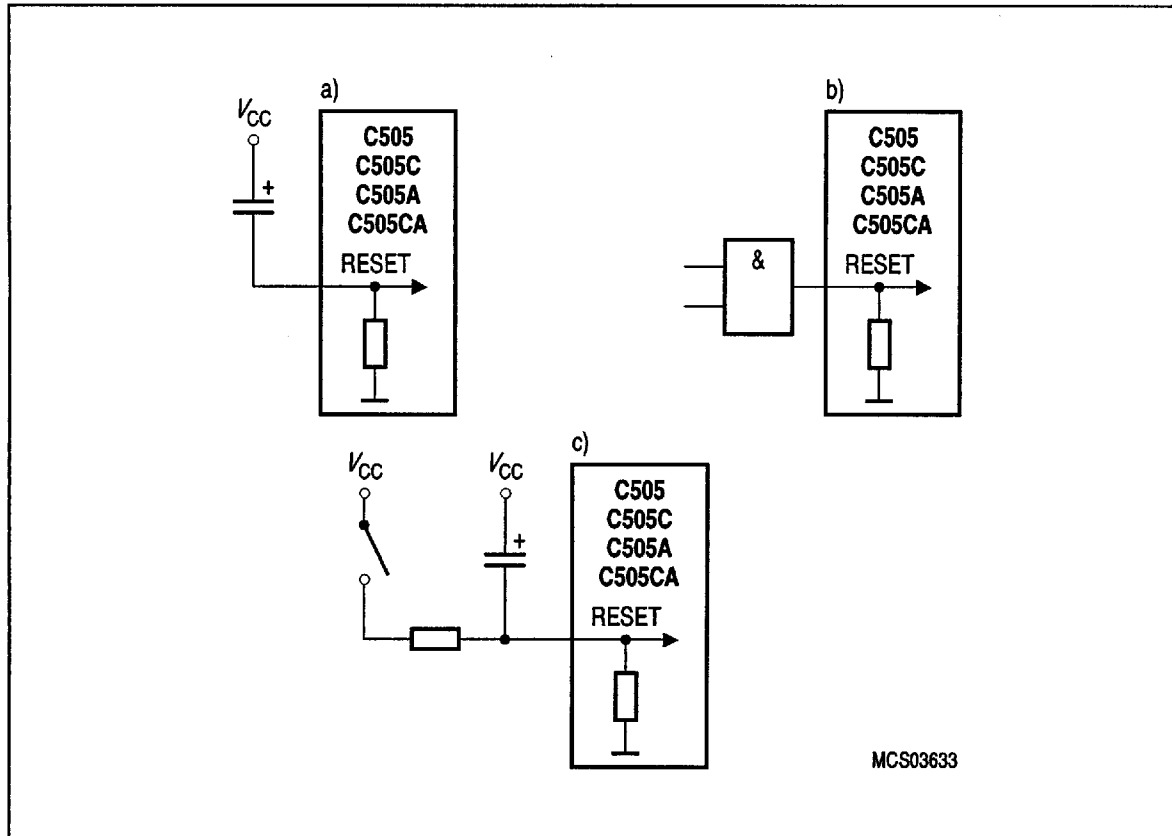 a)
VCC
C505
C505C
C505A
C505CA
RESET
b)
C505
C505C
C505A
C505CA
&
RESET
c)
VCC
VCC
C505
C505C
C505A
C505CA
RESET
+
+
MCS03633